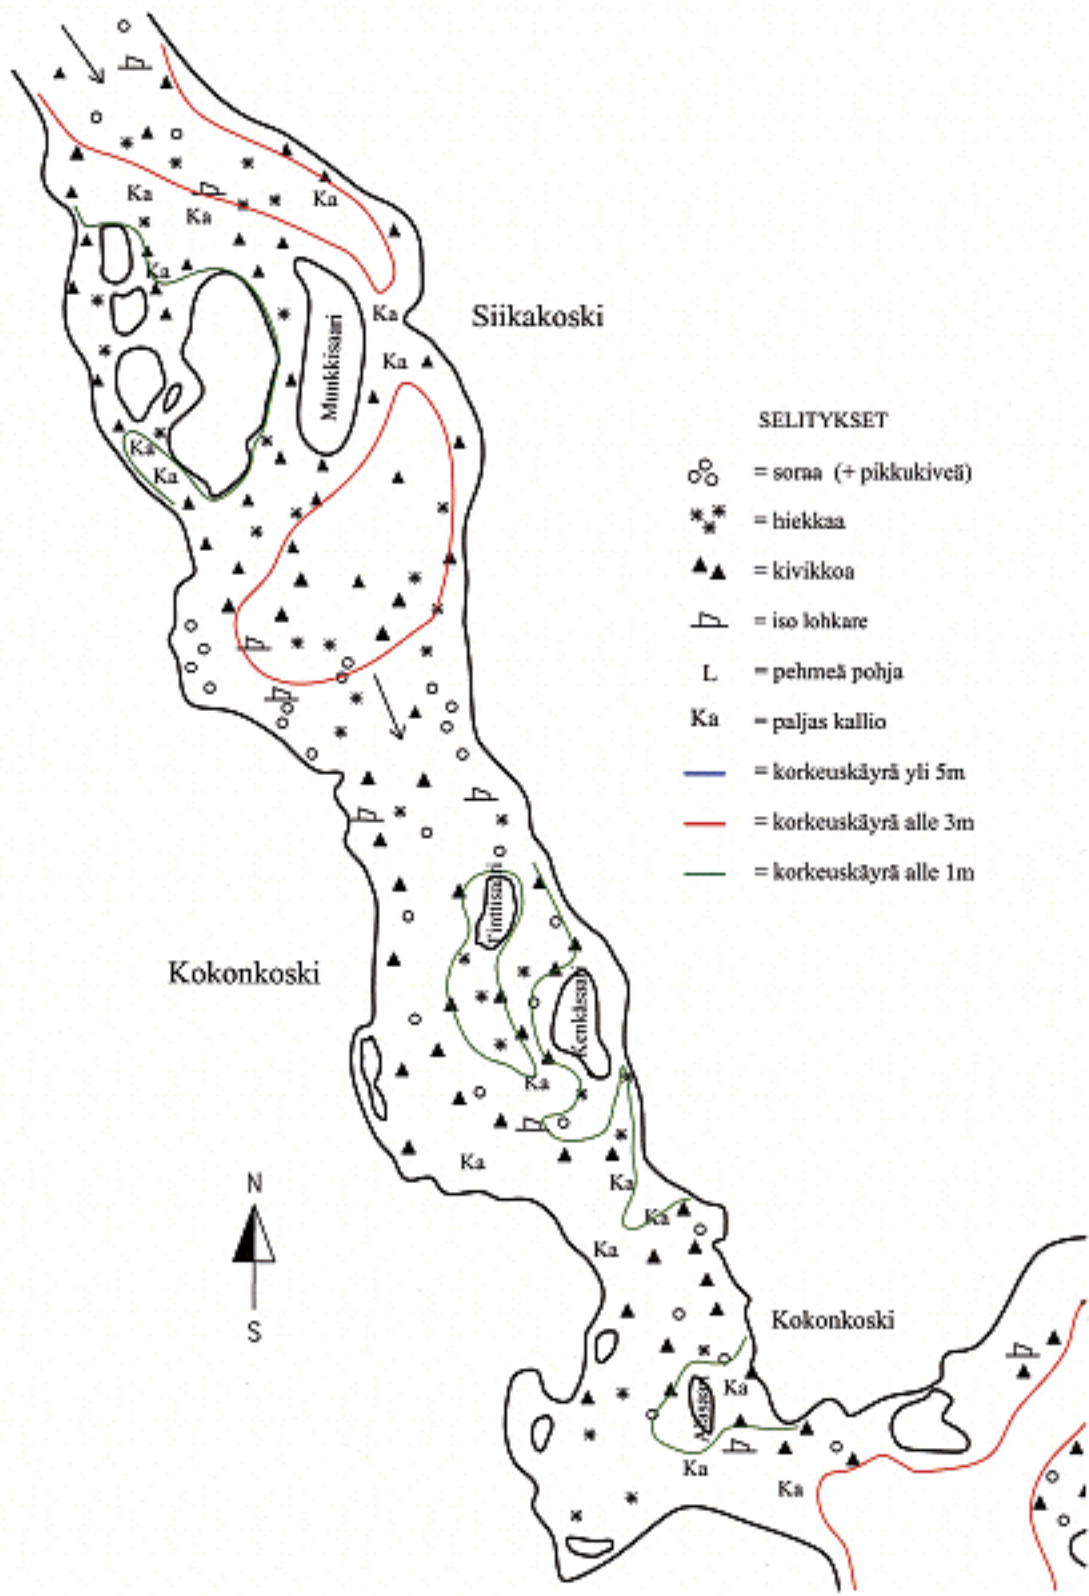 Ka
Ka
Ka
Ka
Ka
Siikakoski
Munkkisaari
Ka
Ka
Ka
SELITYKSET
= soraa (+ pikkukiveä)
= hiekkaa
= kivikkoa
= iso lohkare
L = pehmeä pohja
Ka = paljas kallio
= korkeuskäyrä yli 5m
= korkeuskäyrä alle 3m
= korkeuskäyrä alle 1m
Kokonkoski
Kenkäsaari
Ka
Ka
Ka
Ka
Ka
N
S
Kokonkoski
Ka
Ka
Ka